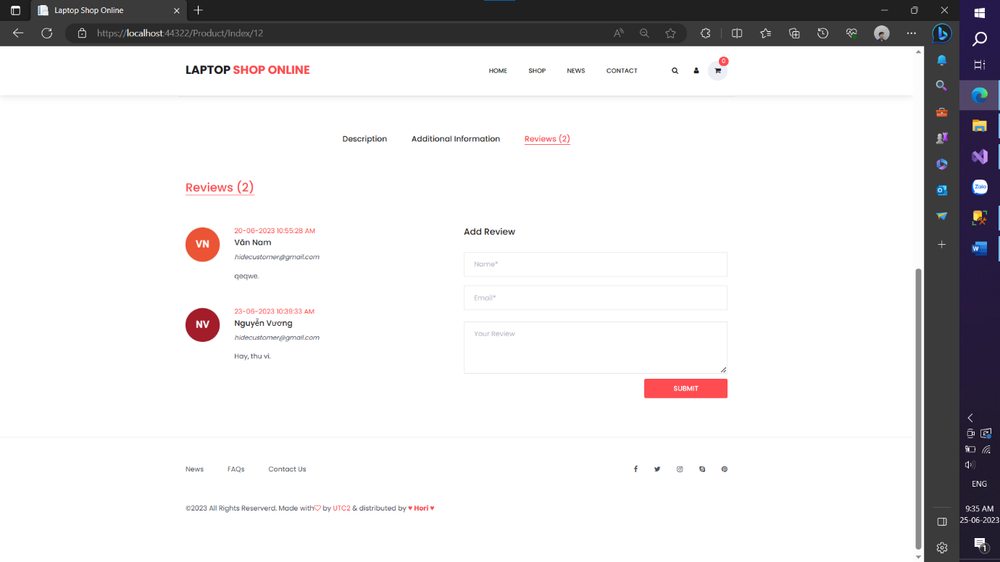 Laptop Shop Online
https://localhost:44322/Product/Index/12
LAPTOP SHOP ONLINE
HOME SHOP NEWS CONTACT
0
Description Additional Information Reviews (2)
Reviews (2)
VN
20-06-2023 10:55:28 AM
Văn Nam
hidecustomer@gmail.com
qeqwe.
NV
23-06-2023 10:39:33 AM
Nguyễn Vương
hidecustomer@gmail.com
Hay, thu vi.
Add Review
Name*
Email*
Your Review
SUBMIT
News FAQs Contact Us
©2023 All Rights Reserverd. Made with♡ by UTC2 & distributed by ♥ Hori ♥
Zalo
ENG
9:35 AM
25-06-2023
1